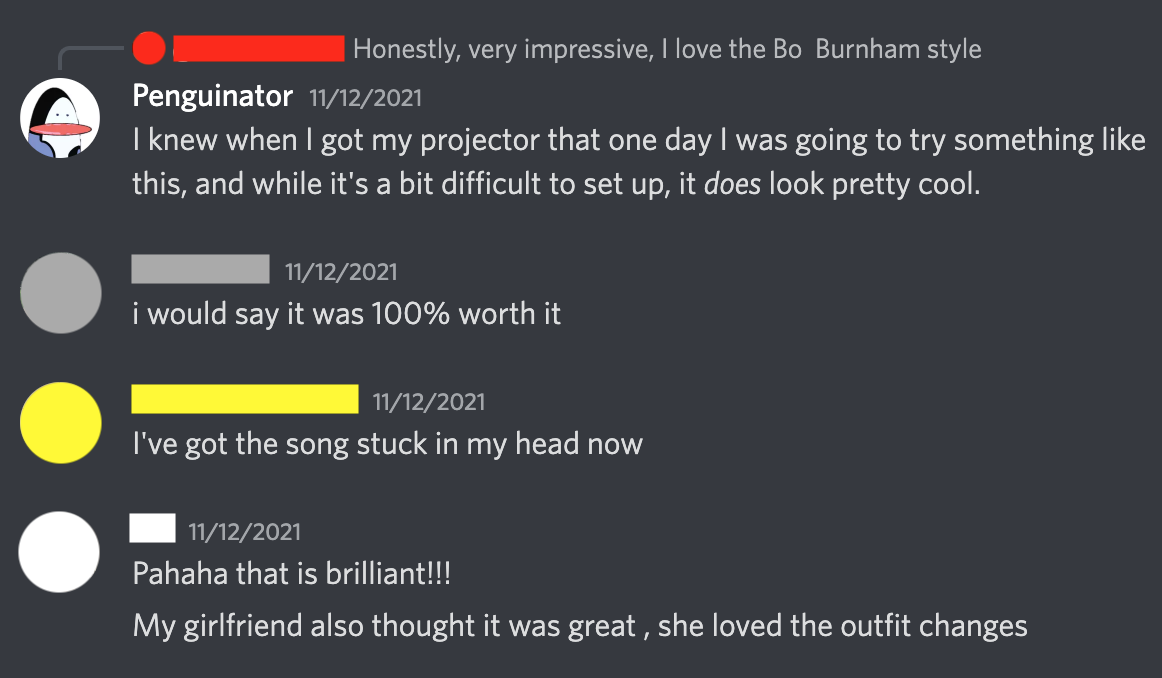 Honestly, very impressive, I love the Bo  Burnham style
Penguinator 11/12/2021
I knew when I got my projector that one day I was going to try something like
this, and while it's a bit difficult to set up, it does look pretty cool.
11/12/2021
i would say it was 100% worth it
11/12/2021
I've got the song stuck in my head now
11/12/2021
Pahaha that is brilliant!!!
My girlfriend also thought it was great , she loved the outfit changes